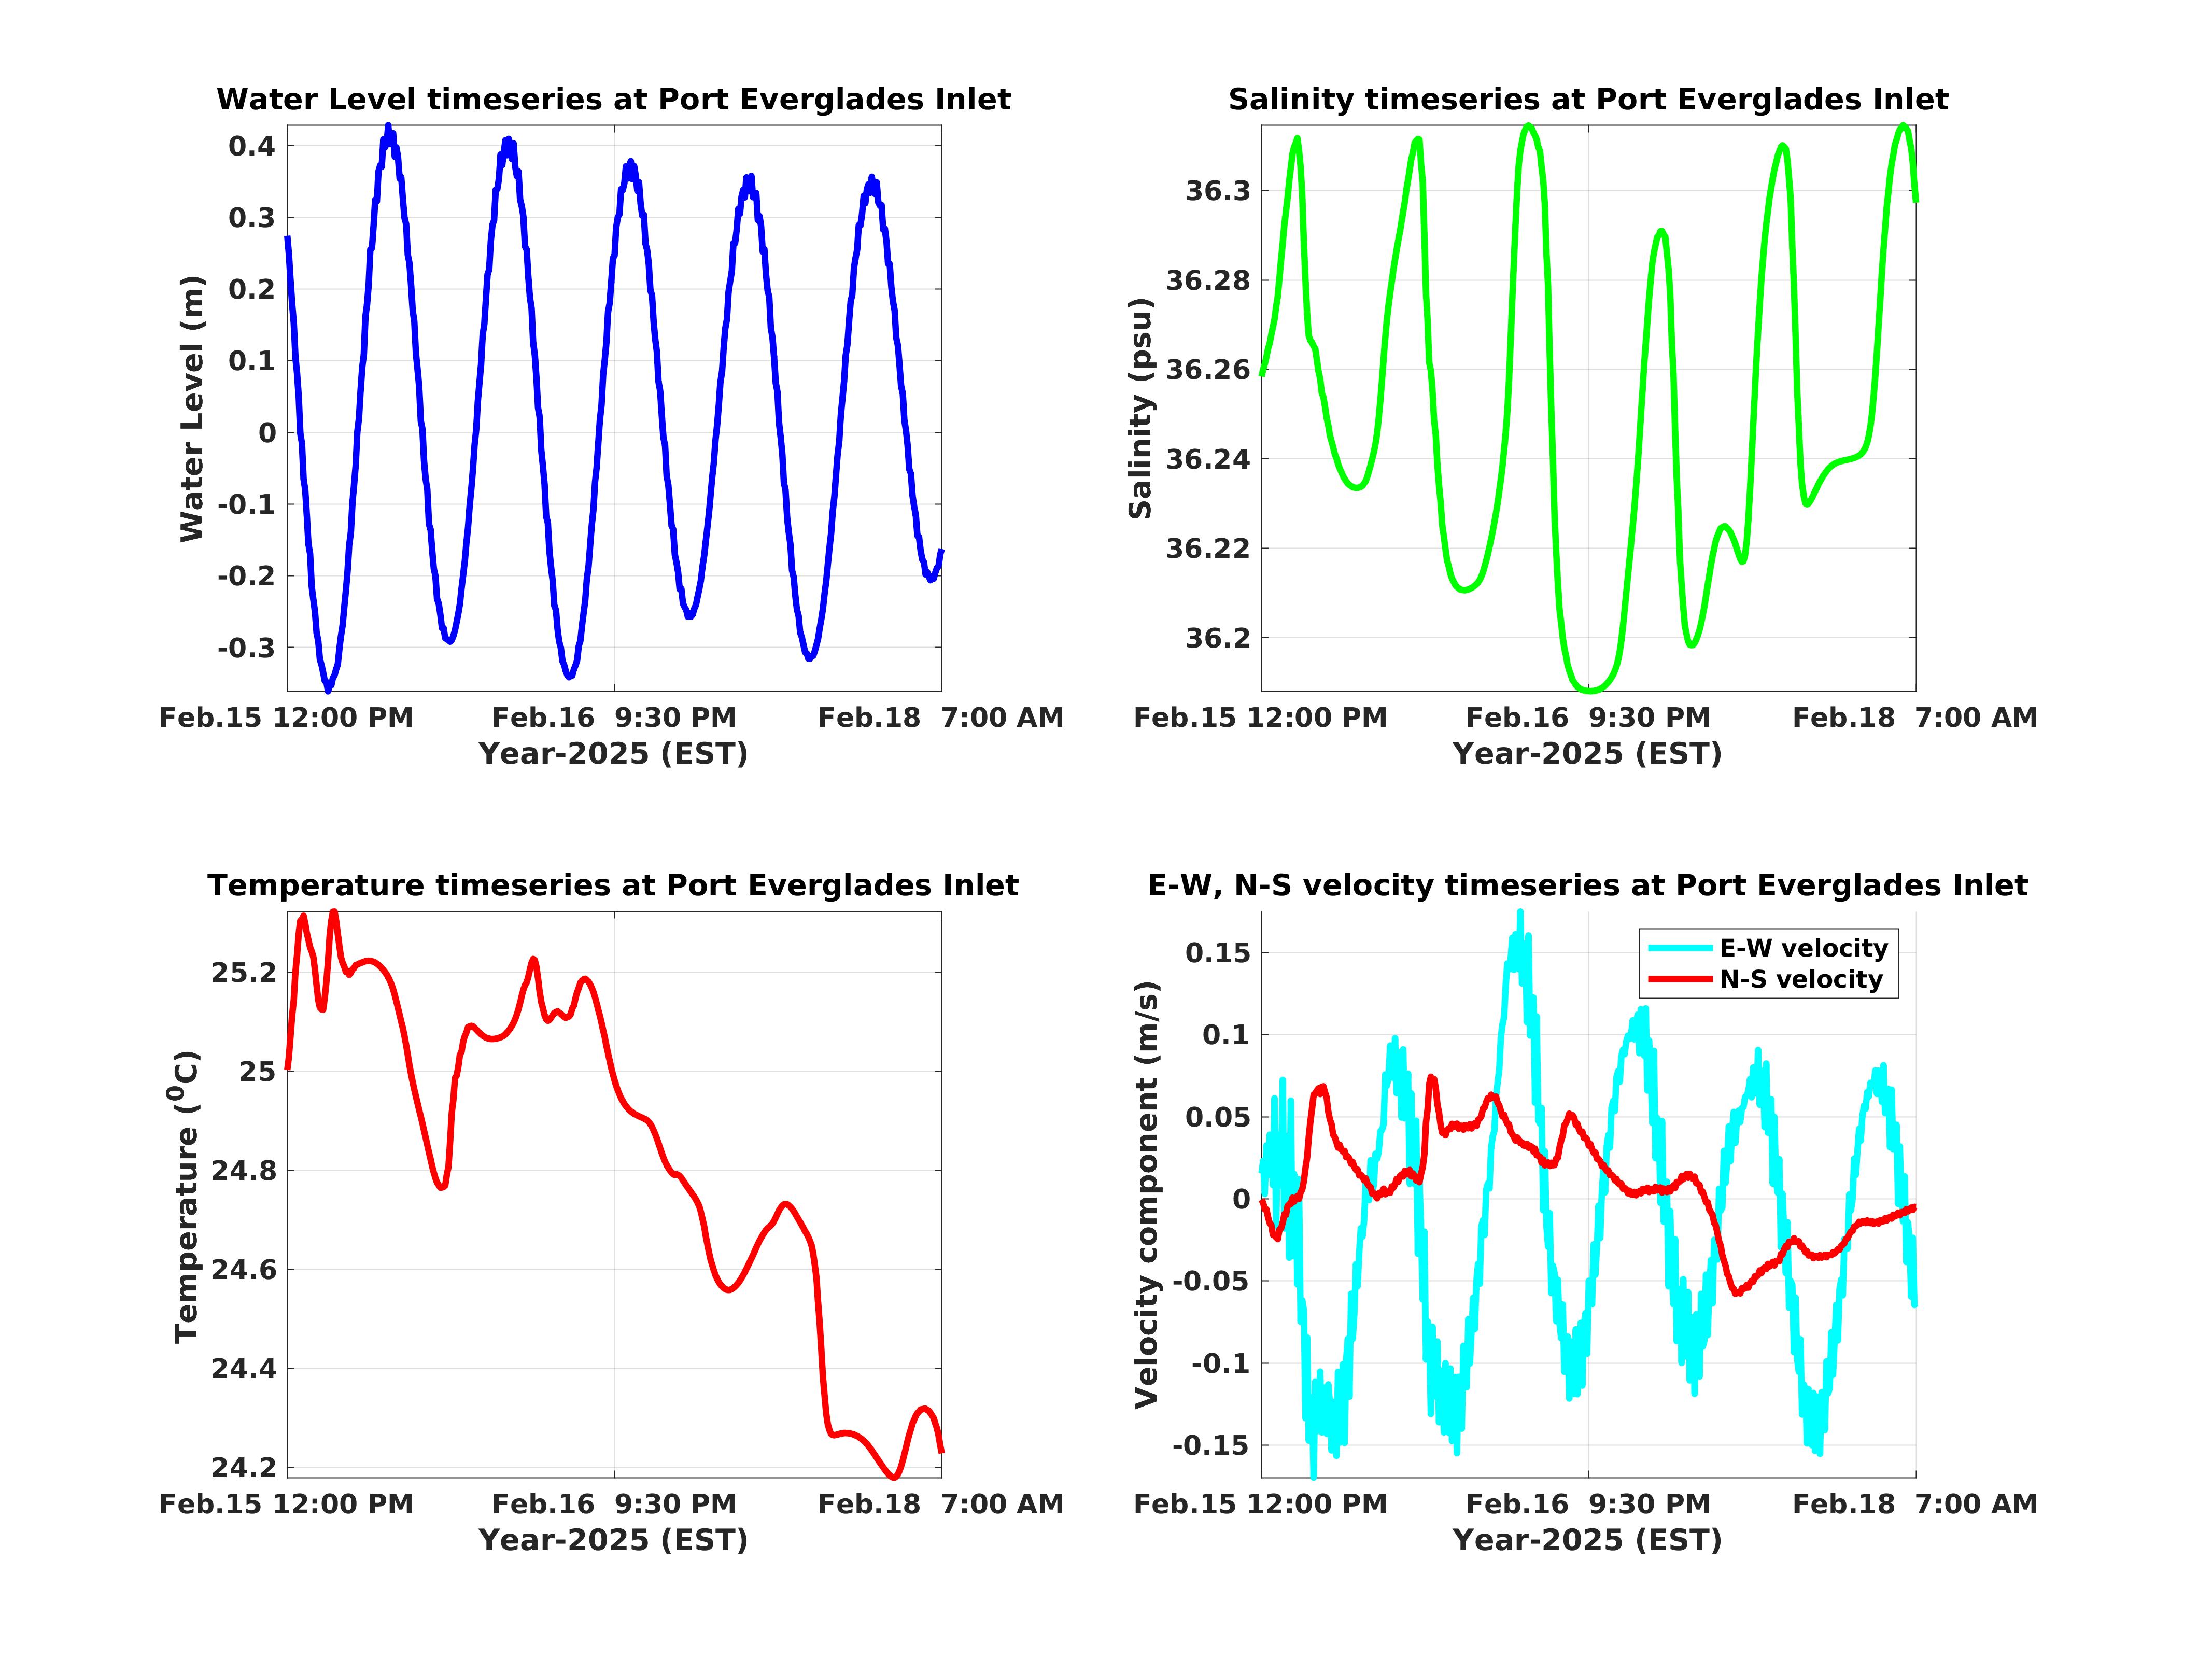 Water Level timeseries at Port Everglades Inlet
0.4
0.3
0.2
0.1
0
-0.1
-0.2
-0.3
Water Level (m)
Feb.15 12:00 PM Feb.16 9:30 PM Feb.18 7:00 AM
Year-2025 (EST)
Salinity timeseries at Port Everglades Inlet
36.3
36.28
36.26
36.24
36.22
36.2
Salinity (psu)
Feb.15 12:00 PM Feb.16 9:30 PM Feb.18 7:00 AM
Year-2025 (EST)
Temperature timeseries at Port Everglades Inlet
25.2
25
24.8
24.6
24.4
24.2
Temperature (⁰C)
Feb.15 12:00 PM Feb.16 9:30 PM Feb.18 7:00 AM
Year-2025 (EST)
E-W, N-S velocity timeseries at Port Everglades Inlet
E-W velocity
N-S velocity
0.15
0.1
0.05
0
-0.05
-0.1
-0.15
Velocity component (m/s)
Feb.15 12:00 PM Feb.16 9:30 PM Feb.18 7:00 AM
Year-2025 (EST)